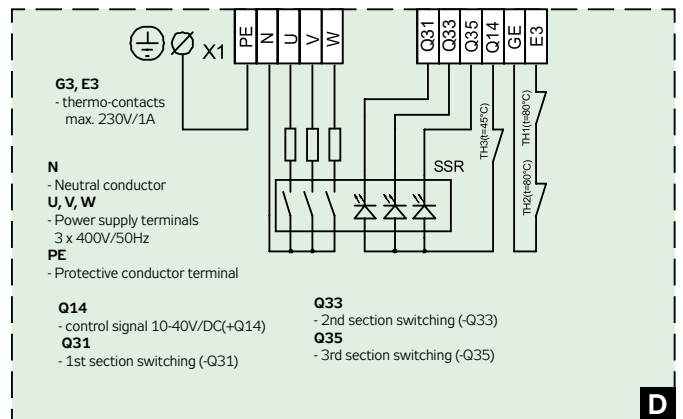 X1
PE
N
U
V
W
Q31
Q33
Q35
Q14
GE
E3
G3, E3
- thermo-contacts
max. 230V/1A
TH3(t=45°C)
TH1(t=80°C)
SSR
TH2(t=80°C)
N
- Neutral conductor
U, V, W
- Power supply terminals
3 x 400V/50Hz
PE
- Protective conductor terminal
Q14
- control signal 10-40V/DC(+Q14)
Q31
- 1st section switching (-Q31)
Q33
- 2nd section switching (-Q33)
Q35
- 3rd section switching (-Q35)
D